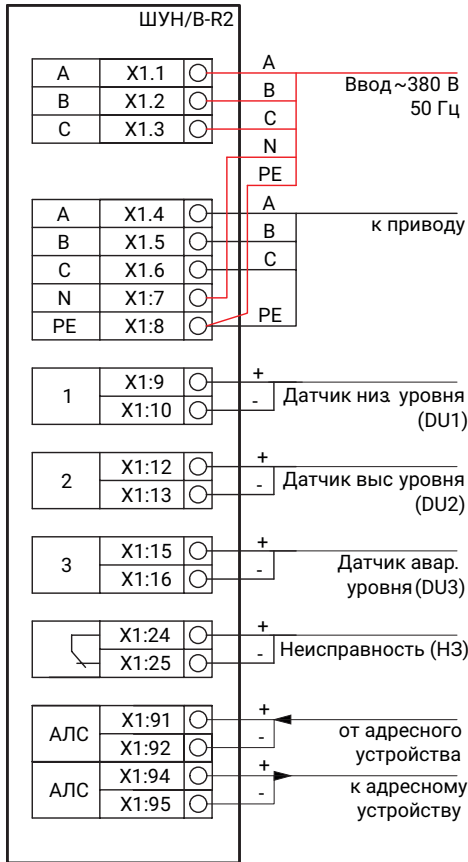 ШУН/В-R2
A X1.1 A
B X1.2 B
C X1.3 C
N
PE
Ввод ~380 В
50 Гц
A X1.4 A
B X1.5 B
C X1.6 C
N X1:7
PE X1:8 PE
к приводу
1 X1:9 +
X1:10 -
Датчик низ. уровня
(DU1)
2 X1:12 +
X1:13 -
Датчик выс уровня
(DU2)
3 X1:15 +
X1:16 -
Датчик авар.
уровня (DU3)
X1:24 +
X1:25 -
Неисправность (НЗ)
АЛС X1:91 +
X1:92 -
от адресного
устройства
АЛС X1:94 +
X1:95 -
к адресному
устройству